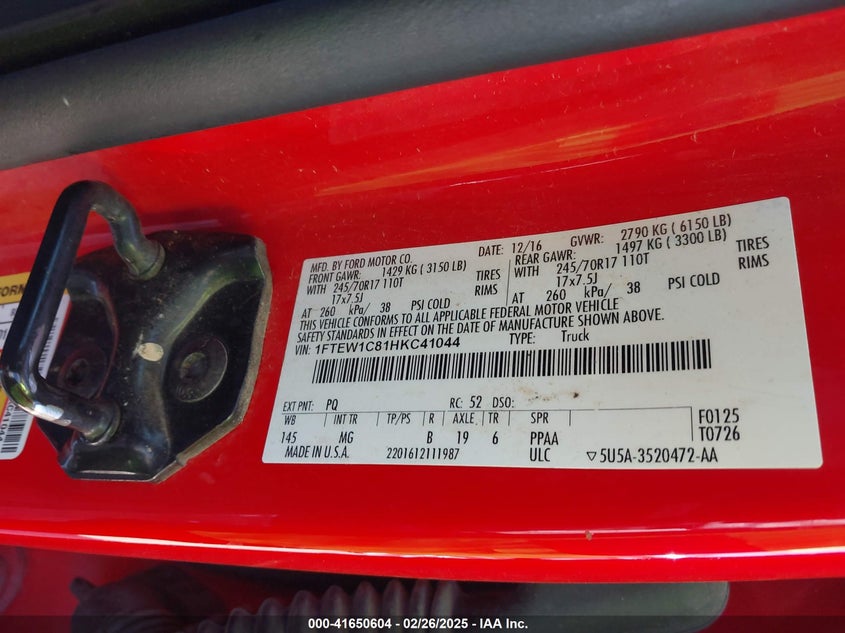 MFD. BY FORD MOTOR CO. DATE: 12/16 GVWR: 2790 KG ( 6150 LB)
FRONT GAWR: 1429 KG ( 3150 LB) REAR GAWR: 1497 KG ( 3300 LB)
WITH 245/70R17 110T TIRES WITH 245/70R17 110T TIRES
17x7.5J RIMS 17x7.5J RIMS
AT 260 kPa/ 38 PSI COLD AT 260 kPa/ 38 PSI COLD
THIS VEHICLE CONFORMS TO ALL APPLICABLE FEDERAL MOTOR VEHICLE
SAFETY STANDARDS IN EFFECT ON THE DATE OF MANUFACTURE SHOWN ABOVE.
VIN: 1FTEW1C81HKC41044 TYPE: Truck
EXT PNT: PQ RC: 52 DSO:
WB INT TR TP/PS R AXLE TR SPR F0125
145 MG B 19 6 PPAA T0726
MADE IN U.S.A. 2201612111987 ULC ▽5U5A-3520472-AA
000-41650604 - 02/26/2025 - IAA Inc.